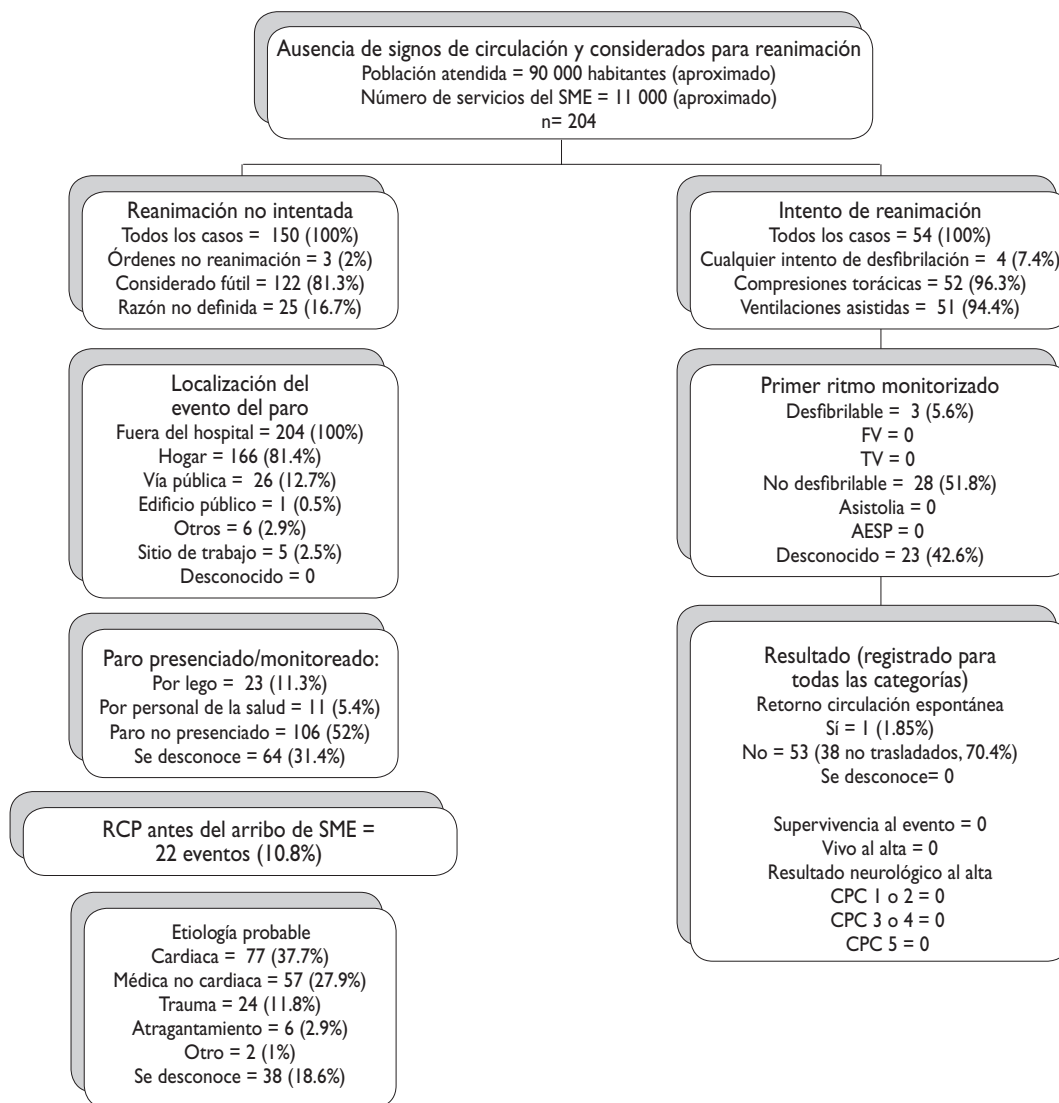 Ausencia de signos de circulación y considerados para reanimación
Población atendida = 90 000 habitantes (aproximado)
Número de servicios del SME = 11 000 (aproximado)
n= 204
Reanimación no intentada
Todos los casos = 150 (100%)
Órdenes no reanimación = 3 (2%)
Considerado fútil = 122 (81.3%)
Razón no definida = 25 (16.7%)
Localización del
evento del paro
Fuera del hospital = 204 (100%)
Hogar = 166 (81.4%)
Vía pública = 26 (12.7%)
Edificio público = 1 (0.5%)
Otros = 6 (2.9%)
Sitio de trabajo = 5 (2.5%)
Desconocido = 0
Paro presenciado/monitoreado:
Por lego = 23 (11.3%)
Por personal de la salud = 11 (5.4%)
Paro no presenciado = 106 (52%)
Se desconoce = 64 (31.4%)
RCP antes del arribo de SME =
22 eventos (10.8%)
Etiología probable
Cardiaca = 77 (37.7%)
Médica no cardiaca = 57 (27.9%)
Trauma = 24 (11.8%)
Atragantamiento = 6 (2.9%)
Otro = 2 (1%)
Se desconoce = 38 (18.6%)
Intento de reanimación
Todos los casos = 54 (100%)
Cualquier intento de desfibrilación = 4 (7.4%)
Compresiones torácicas = 52 (96.3%)
Ventilaciones asistidas = 51 (94.4%)
Primer ritmo monitorizado
Desfibrilable = 3 (5.6%)
FV = 0
TV = 0
No desfibrilable = 28 (51.8%)
Asistolia = 0
AESP = 0
Desconocido = 23 (42.6%)
Resultado (registrado para
todas las categorías)
Retorno circulación espontánea
Sí = 1 (1.85%)
No = 53 (38 no trasladados, 70.4%)
Se desconoce= 0
Supervivencia al evento = 0
Vivo al alta = 0
Resultado neurológico al alta
CPC 1 o 2 = 0
CPC 3 o 4 = 0
CPC 5 = 0